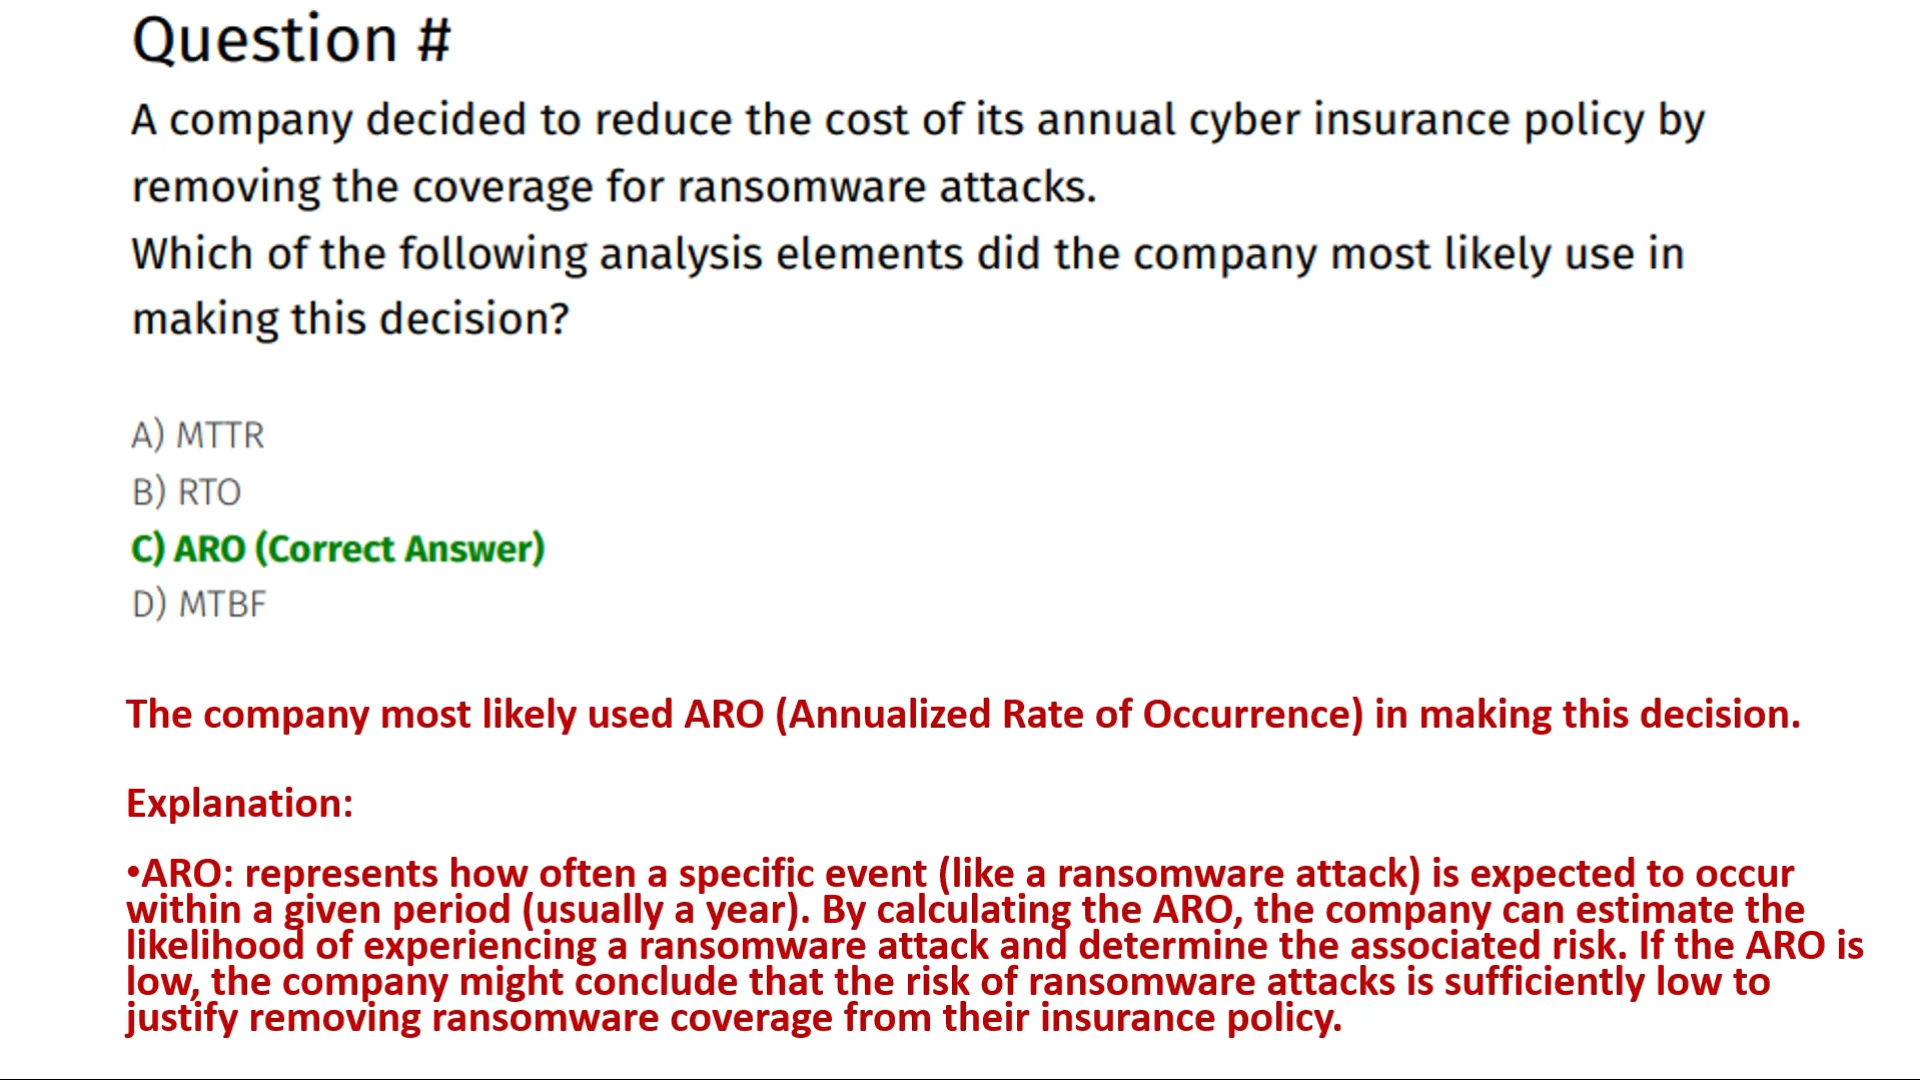 Question #
A company decided to reduce the cost of its annual cyber insurance policy by
removing the coverage for ransomware attacks.
Which of the following analysis elements did the company most likely use in
making this decision?
A) MTTR
B) RTO
C) ARO (Correct Answer)
D) MTBF
The company most likely used ARO (Annualized Rate of Occurrence) in making this decision.
Explanation:
•ARO: represents how often a specific event (like a ransomware attack) is expected to occur
within a given period (usually a year). By calculating the ARO, the company can estimate the
likelihood of experiencing a ransomware attack and determine the associated risk. If the ARO is
low, the company might conclude that the risk of ransomware attacks is sufficiently low to
justify removing ransomware coverage from their insurance policy.